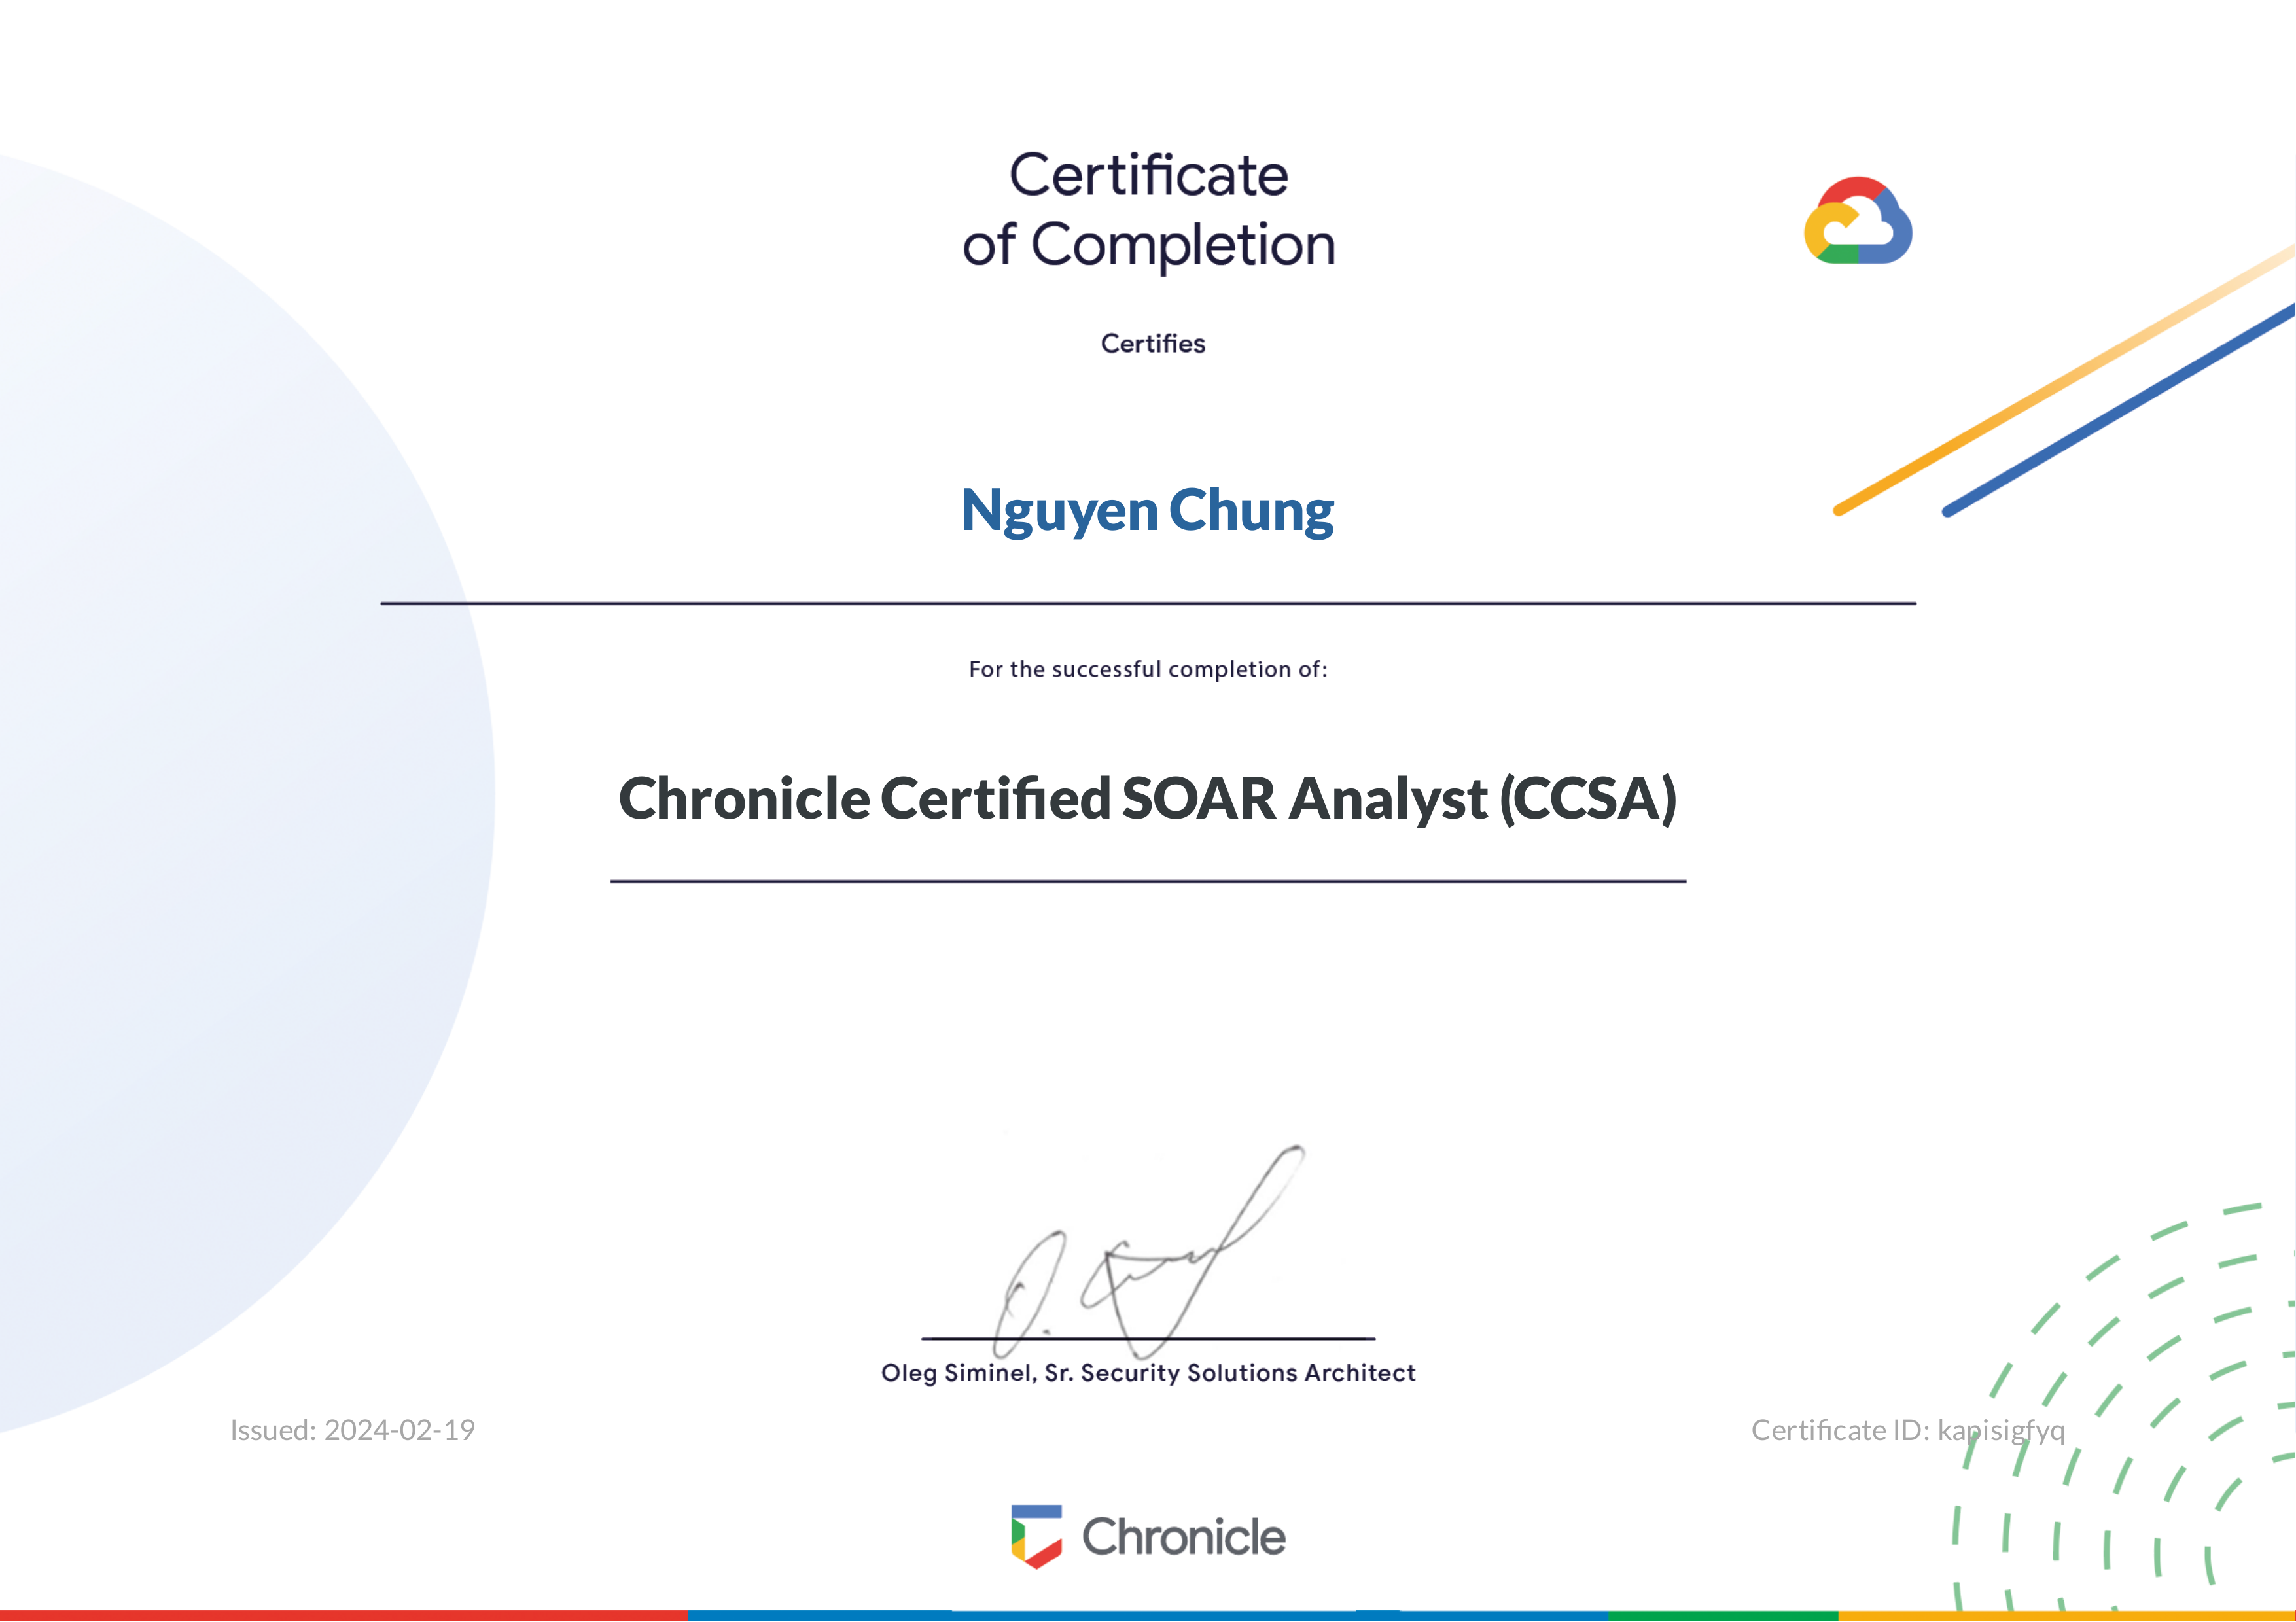 Certificate
of Completion
Certifies
Nguyen Chung
For the successful completion of:
Chronicle Certified SOAR Analyst (CCSA)
Oleg Siminel, Sr. Security Solutions Architect
Issued: 2024-02-19
Certificate ID: kapisigfyq
Chronicle